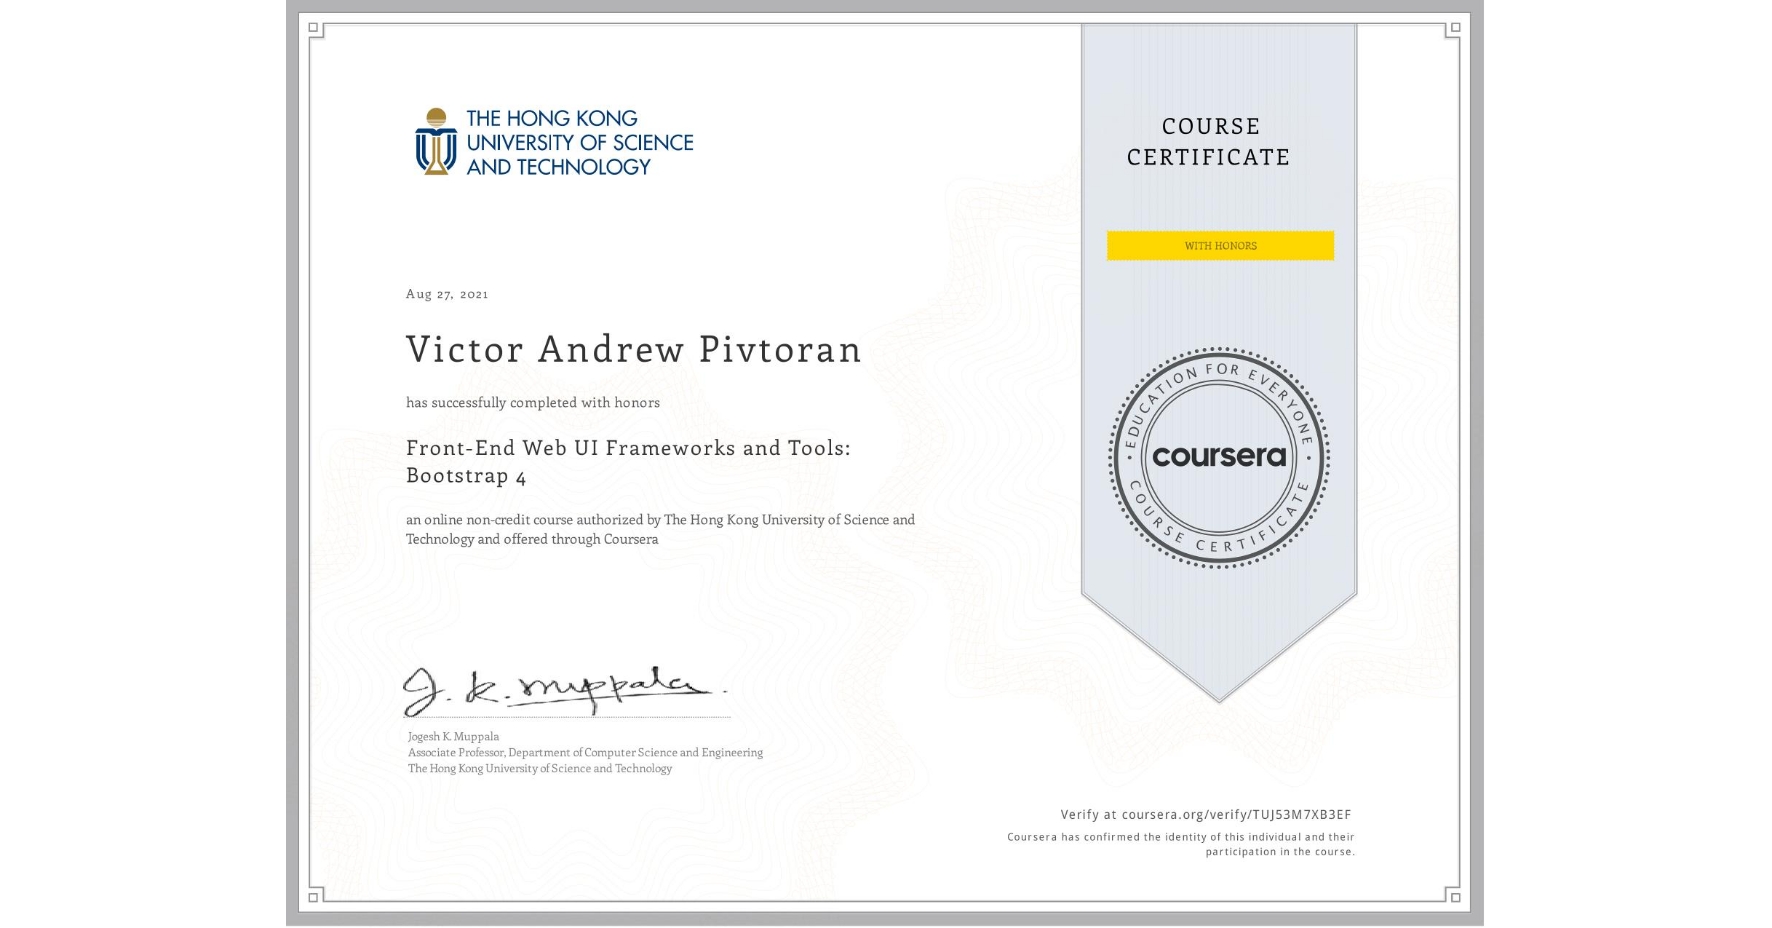 THE HONG KONG
UNIVERSITY OF SCIENCE
AND TECHNOLOGY
COURSE
CERTIFICATE
WITH HONORS
Aug 27, 2021
Victor Andrew Pivtoran
has successfully completed with honors
Front-End Web UI Frameworks and Tools:
Bootstrap 4
an online non-credit course authorized by The Hong Kong University of Science and
Technology and offered through Coursera
EDUCATION FOR EVERYONE
coursera
COURSE CERTIFICATE
J. K. Muppala
Jogesh K. Muppala
Associate Professor, Department of Computer Science and Engineering
The Hong Kong University of Science and Technology
Verify at coursera.org/verify/TUJ53M7XB3EF
Coursera has confirmed the identity of this individual and their
participation in the course.